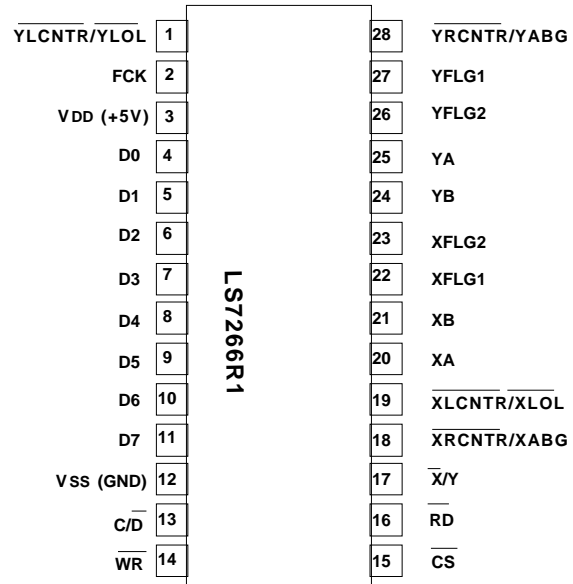 YLCNTR/YLOL 1 28 YRCNTR/YABG
FCK 2 27 YFLG1
VDD (+5V) 3 26 YFLG2
D0 4 25 YA
D1 5 24 YB
D2 6 23 XFLG2
D3 7 22 XFLG1
LS7266R1
D4 8 21 XB
D5 9 20 XA
D6 10 19 XLCNTR/XLOL
D7 11 18 XRCNTR/XABG
VSS (GND) 12 17 X/Y
C/D 13 16 RD
WR 14 15 CS